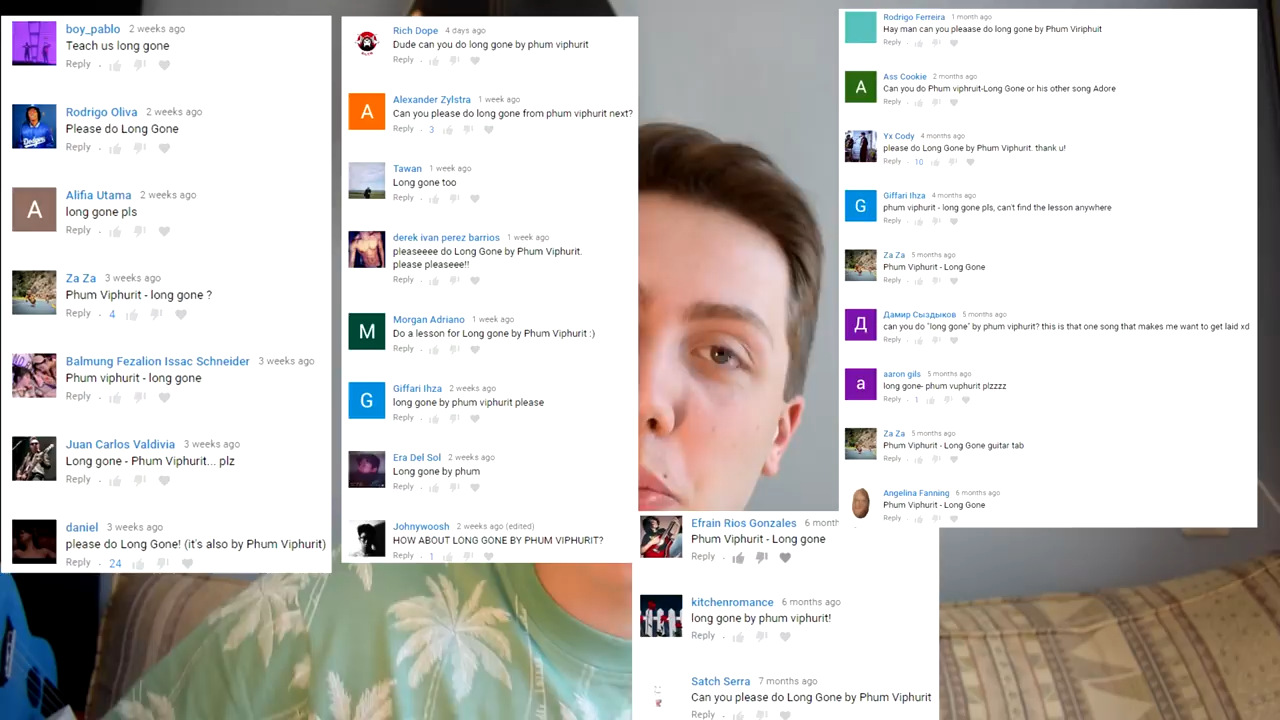 boy_pablo 2 weeks ago
Teach us long gone
Reply
Rodrigo Oliva 2 weeks ago
Please do Long Gone
Reply
A
Alifia Utama 2 weeks ago
long gone pls
Reply
Za Za 3 weeks ago
Phum Viphurit - long gone ?
Reply 4
Balmung Fezalion Issac Schneider 3 weeks ago
Phum viphurit - long gone
Reply
Juan Carlos Valdivia 3 weeks ago
Long gone - Phum Viphurit... plz
Reply
daniel 3 weeks ago
please do Long Gone! (it's also by Phum Viphurit)
Reply 24
Rich Dope 4 days ago
Dude can you do long gone by phum viphurit
Reply
A
Alexander Zylstra 1 week ago
Can you please do long gone from phum viphurit next?
Reply 3
Tawan 1 week ago
Long gone too
Reply
derek ivan perez barrios 1 week ago
pleaseeee do Long Gone by Phum Viphurit.
please pleaseee!!
Reply
M
Morgan Adriano 1 week ago
Do a lesson for Long gone by Phum Viphurit :)
Reply
G
Giffari Ihza 2 weeks ago
long gone by phum viphurit please
Reply
Era Del Sol 2 weeks ago
Long gone by phum
Reply
Johnywoosh 2 weeks ago (edited)
HOW ABOUT LONG GONE BY PHUM VIPHURIT?
Reply 1
Rodrigo Ferreira 1 month ago
Hay man can you pleaase do long gone by Phum Viriphuit
Reply
A
Ass Cookie 2 months ago
Can you do Phum viphruit-Long Gone or his other song Adore
Reply
Yx Cody 4 months ago
please do Long Gone by Phum Viphurit. thank u!
Reply 10
G
Giffari Ihza 4 months ago
phum viphurit - long gone pls, can't find the lesson anywhere
Reply
Za Za 5 months ago
Phum Viphurit - Long Gone
Reply
Д
Дамир Сыздыков 5 months ago
can you do "long gone" by phum viphurit? this is that one song that makes me want to get laid xd
Reply
a
aaron gils 5 months ago
long gone- phum vuphurit plzzzz
Reply 1
Za Za 5 months ago
Phum Viphurit - Long Gone guitar tab
Reply
Angelina Fanning 6 months ago
Phum Viphurit - Long Gone
Reply
Efrain Rios Gonzales 6 month
Phum Viphurit - Long gone
Reply
kitchenromance 6 months ago
long gone by phum viphurit!
Reply
Satch Serra 7 months ago
Can you please do Long Gone by Phum Viphurit
Reply